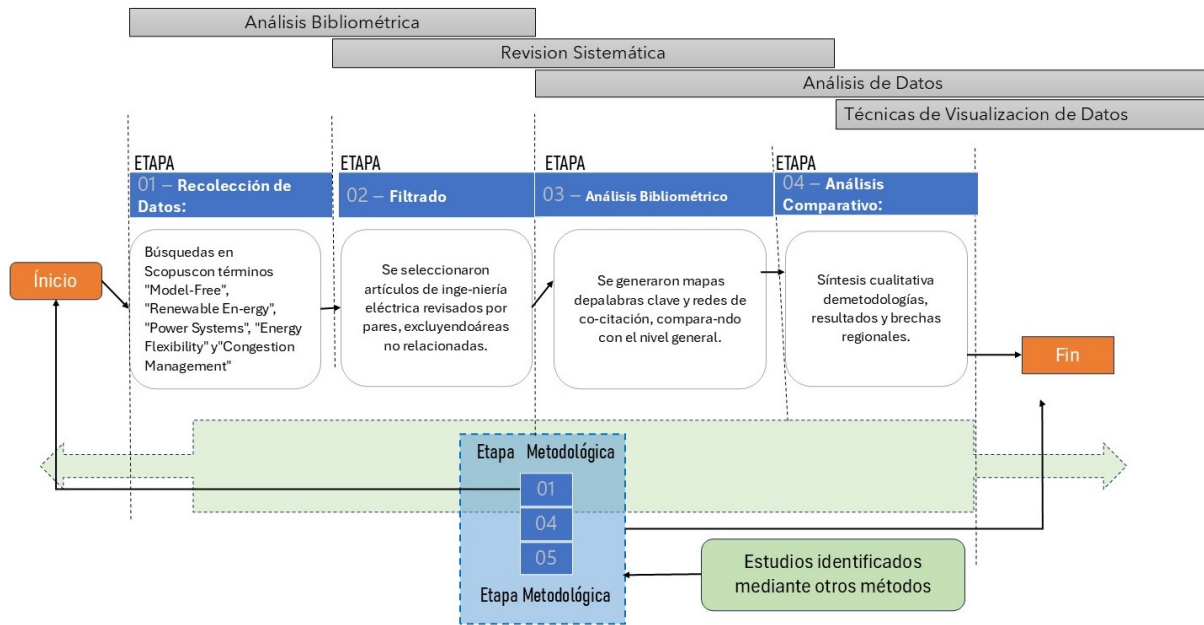 Análisis Bibliométrica
Revision Sistemática
Análisis de Datos
Técnicas de Visualizacion de Datos
ETAPA
01 – Recolección de
Datos:
ETAPA
02 – Filtrado
ETAPA
03 – Análisis Bibliométrico
ETAPA
04 – Análisis
Comparativo:
Ínicio
Búsquedas en
Scopuscon términos
"Model-Free",
"Renewable En-ergy",
"Power Systems", "Energy
Flexibility" y"Congestion
Management"
Se seleccionaron
artículos de inge-niería
eléctrica revisados por
pares, excluyendoáreas
no relacionadas.
Se generaron mapas
depalabras clave y redes de
co-citación, compara-ndo
con el nivel general.
Síntesis cualitativa
demetodologías,
resultados y brechas
regionales.
Fin
Etapa Metodológica
01
04
05
Etapa Metodológica
Estudios identificados
mediante otros métodos